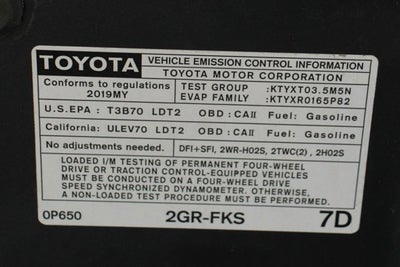 TOYOTA VEHICLE EMISSION CONTROL INFORMATION
TOYOTA MOTOR CORPORATION
Conforms to regulations
2019MY
TEST GROUP :KTYXT03.5M5N
EVAP FAMILY :KTYXR0165P82
U.S.EPA : T3B70 LDT2 OBD : CAⅡ Fuel: Gasoline
California: ULEV70 LDT2 OBD : CAⅡ Fuel: Gasoline
No adjustments needed. DFI+SFI, 2WR-HO2S, 2TWC(2) , 2HO2S
LOADED I/M TESTING OF PERMANENT FOUR-WHEEL
DRIVE OR TRACTION CONTROL-EQUIPPED VEHICLES
MUST BE CONDUCTED ON A FOUR-WHEEL DRIVE
SPEED SYNCHRONIZED DYNAMOMETER. OTHERWISE,
A NON-LOADED TEST PROCEDURE MUST BE PERFORMED.
0P650 2GR-FKS 7D